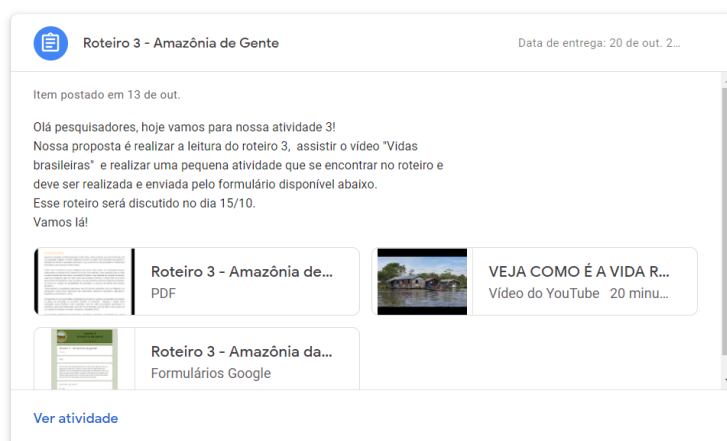 Roteiro 3 - Amazônia de Gente
Data de entrega: 20 de out. 2...
Item postado em 13 de out.
Olá pesquisadores, hoje vamos para nossa atividade 3!
Nossa proposta é realizar a leitura do roteiro 3,  assistir o vídeo "Vidas
brasileiras"  e realizar uma pequena atividade que se encontrar no roteiro e
deve ser realizada e enviada pelo formulário disponível abaixo.
Esse roteiro será discutido no dia 15/10.
Vamos lá!
Roteiro 3 - Amazônia de...
PDF
VEJA COMO É A VIDA R...
Vídeo do YouTube   20 minu...
Roteiro 3 - Amazônia da...
Formulários Google
Ver atividade